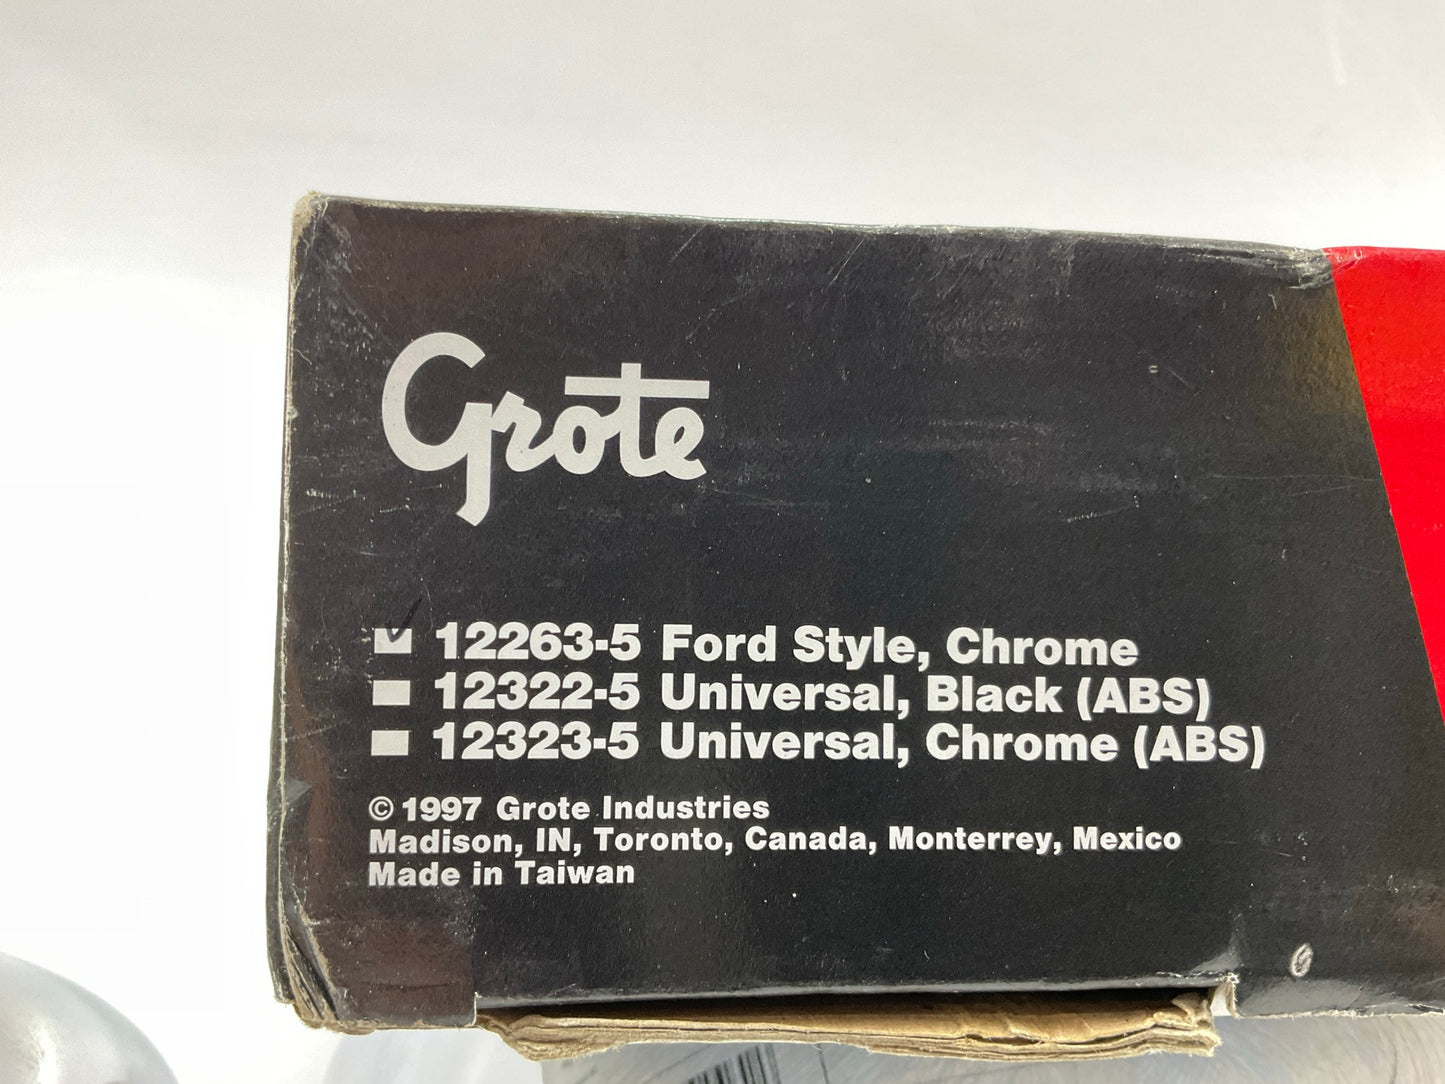 Grote
12263-5 Ford Style, Chrome
12322-5 Universal, Black (ABS)
12323-5 Universal, Chrome (ABS)
© 1997 Grote Industries
Madison, IN, Toronto, Canada, Monterrey, Mexico
Made in Taiwan